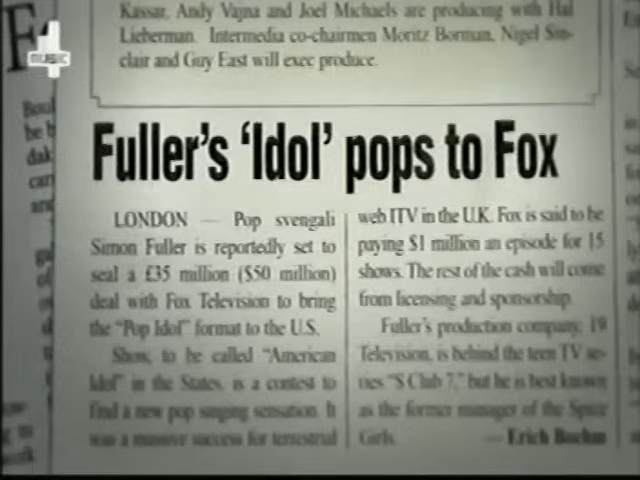 4
MUSIC
Kassar, Andy Vajna and Joel Michaels are producing with Hal
Lieberman. Intermedia co-chairmen Moritz Borman, Nigel Sin-
clair and Guy East will exec produce.
Fuller's 'Idol' pops to Fox
LONDON — Pop svengali
Simon Fuller is reportedly set to
seal a £35 million ($50 million)
deal with Fox Television to bring
the "Pop Idol" format to the U.S.
Show, to be called "American
Idol" in the States, is a contest to
find a new pop singing sensation. It
was a massive success for terrestrial
web ITV in the U.K. Fox is said to be
paying $1 million an episode for 15
shows. The rest of the cash will come
from licensing and sponsorship.
Fuller's production company, 19
Television, is behind the teen TV se-
ries "S Club 7," but he is best known
as the former manager of the Spice
Girls. — Erich